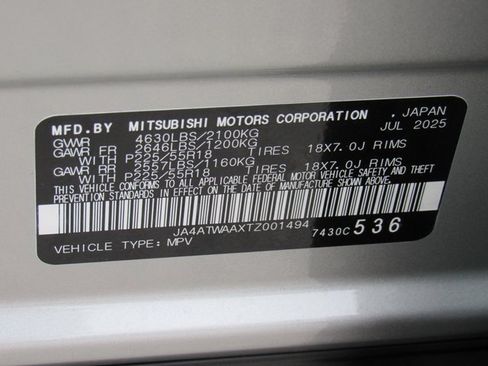 MFD.BY MITSUBISHI MOTORS CORPORATION , JAPAN
GVWR 4630LBS/2100KG JUL 2025
GAWR FR 2646LBS/1200KG
WITH P225/55R18 TIRES 18X7.0J RIMS
GAWR RR 2557LBS/1160KG
WITH P225/55R18 TIRES 18X7.0J RIMS
THIS VEHICLE CONFORMS TO ALL APPLICABLE FEDERAL MOTOR VEHICLE SAFETY AND THEFT
PREVENTION STANDARDS IN EFFECT ON THE DATE OF MANUFACTURE SHOWN ABOVE.
JA4ATWAAXTZ001494
7430C 536
VEHICLE TYPE: MPV